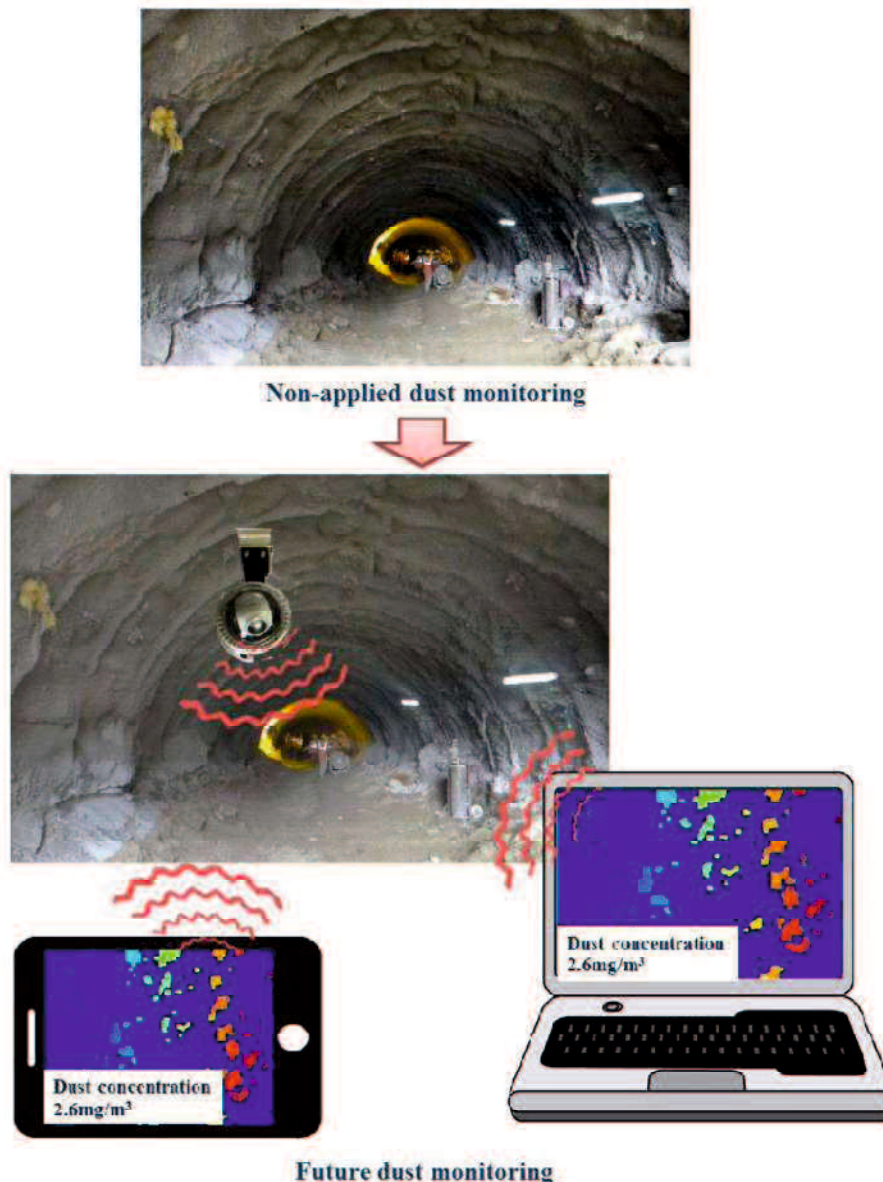 Non-applied dust monitoring
Dust concentration
2.6mg/m³
Dust concentration
2.6mg/m³
Future dust monitoring